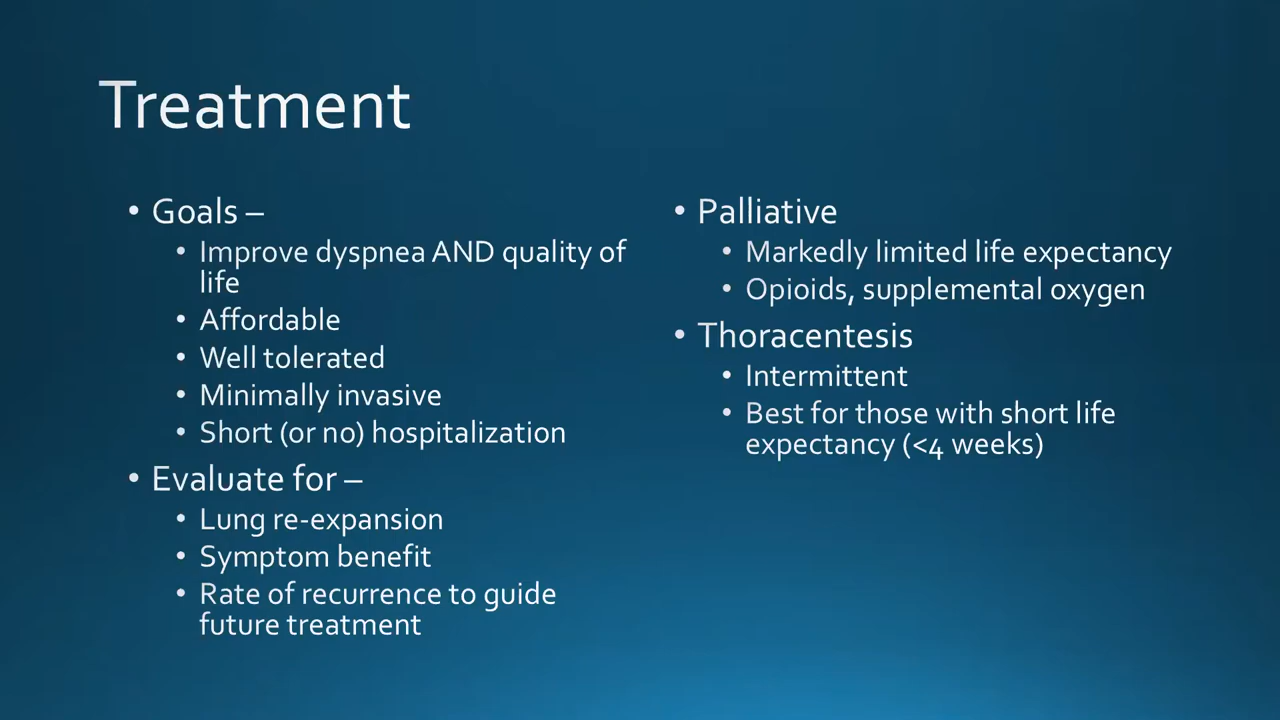 Treatment
• Goals –
• Improve dyspnea AND quality of
life
• Affordable
• Well tolerated
• Minimally invasive
• Short (or no) hospitalization
• Evaluate for –
• Lung re-expansion
• Symptom benefit
• Rate of recurrence to guide
future treatment
• Palliative
• Markedly limited life expectancy
• Opioids, supplemental oxygen
• Thoracentesis
• Intermittent
• Best for those with short life
expectancy (<4 weeks)